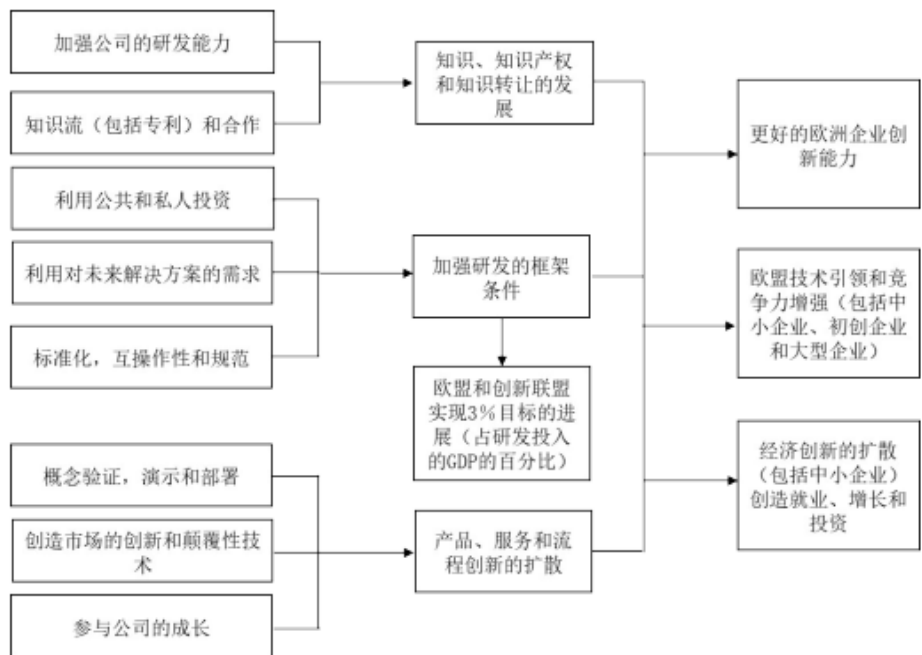 加强公司的研发能力
知识流（包括专利）和合作
利用公共和私人投资
利用对未来解决方案的需求
标准化，互操作性和规范
概念验证，演示和部署
创造市场的创新和颠覆性技
术
参与公司的成长
知识、知识产权
和知识转让的发
展
加强研发的框架
条件
欧盟和创新联盟
实现3%目标的进
展（占研发投入
的GDP的百分比）
产品、服务和流
程创新的扩散
更好的欧洲企业创
新能力
欧盟技术引领和竞
争力增强（包括中
小企业、初创企业
和大型企业）
经济创新的扩散
（包括中小企业）
创造就业、增长和
投资